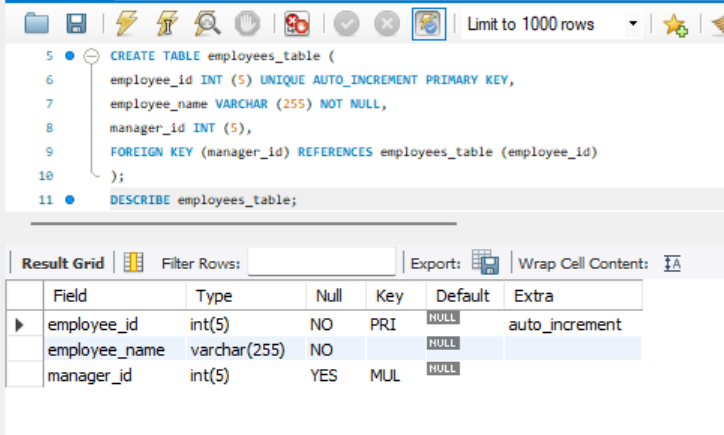 Limit to 1000 rows
5 CREATE TABLE employees_table (
6 employee_id INT (5) UNIQUE AUTO_INCREMENT PRIMARY KEY,
7 employee_name VARCHAR (255) NOT NULL,
8 manager_id INT (5),
9 FOREIGN KEY (manager_id) REFERENCES employees_table (employee_id)
10 );
11 DESCRIBE employees_table;
Result Grid Filter Rows: Export: Wrap Cell Content: IA
Field Type Null Key Default Extra
employee_id int(5) NO PRI NULL auto_increment
employee_name varchar(255) NO NULL
manager_id int(5) YES MUL NULL